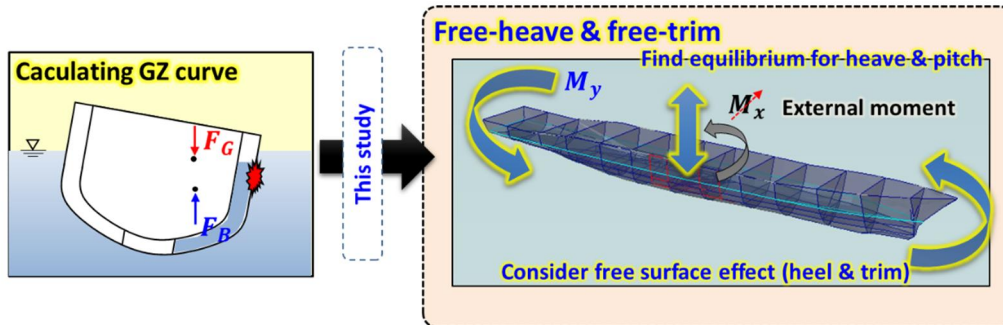 Caculating GZ curve
F_G
F_B
This study
Free-heave & free-trim
Find equilibrium for heave & pitch
M_y
M_x External moment
Consider free surface effect (heel & trim)